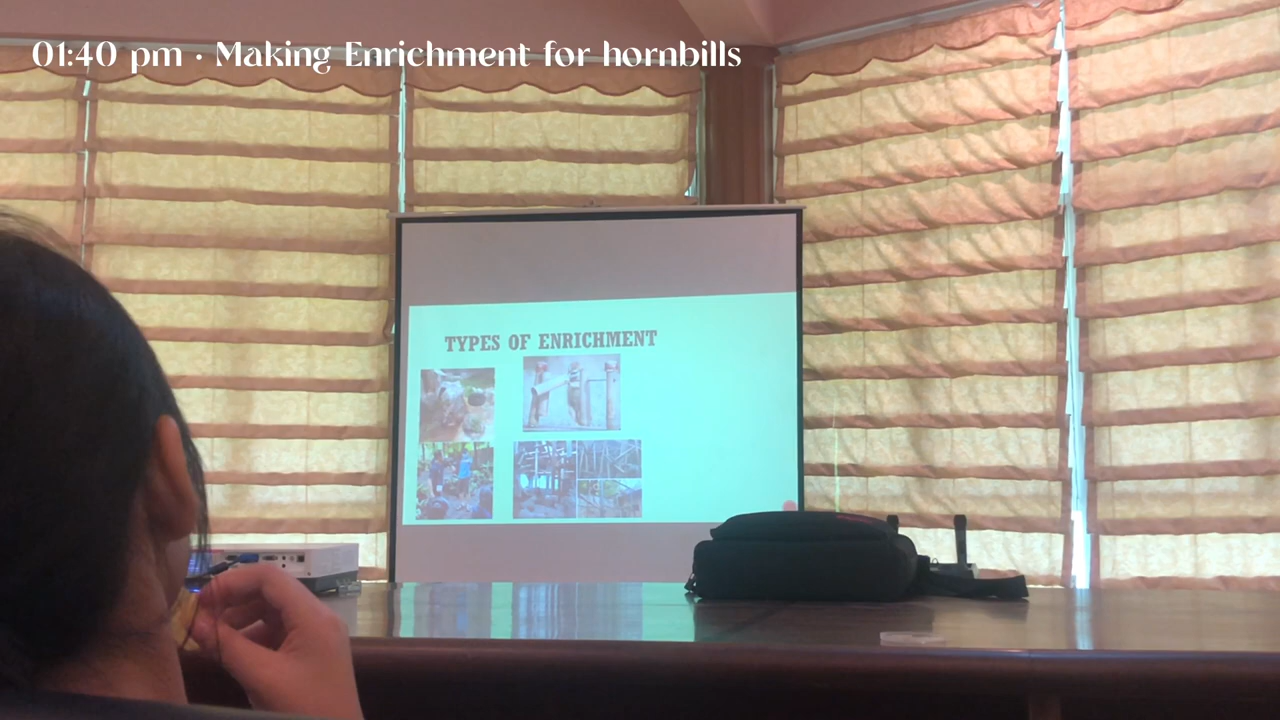 01:40 pm · Making Enrichment for hornbills
TYPES OF ENRICHMENT